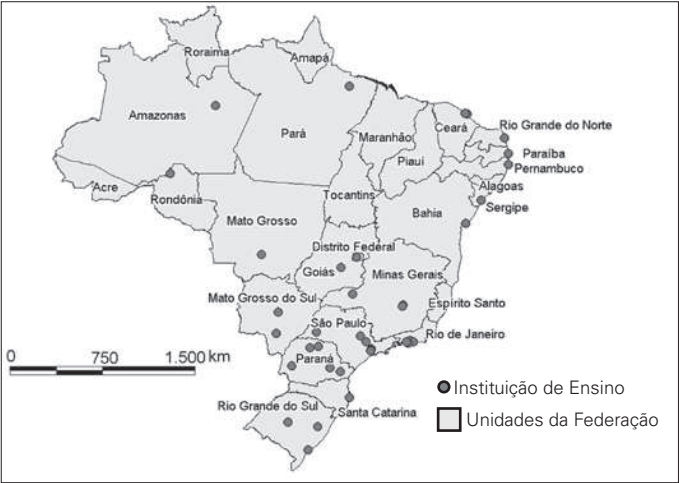 Roraima
Amapá
Amazonas
Pará
Maranhão
Ceará
Rio Grande do Norte
Paraíba
Piauí
Pernambuco
Acre
Rondônia
Tocantins
Alagoas
Sergipe
Bahia
Mato Grosso
Distrito Federal
Goiás
Minas Gerais
Mato Grosso do Sul
Espírito Santo
São Paulo
Rio de Janeiro
0 750 1.500 km
Paraná
Instituição de Ensino
Rio Grande do Sul
Santa Catarina
Unidades da Federação